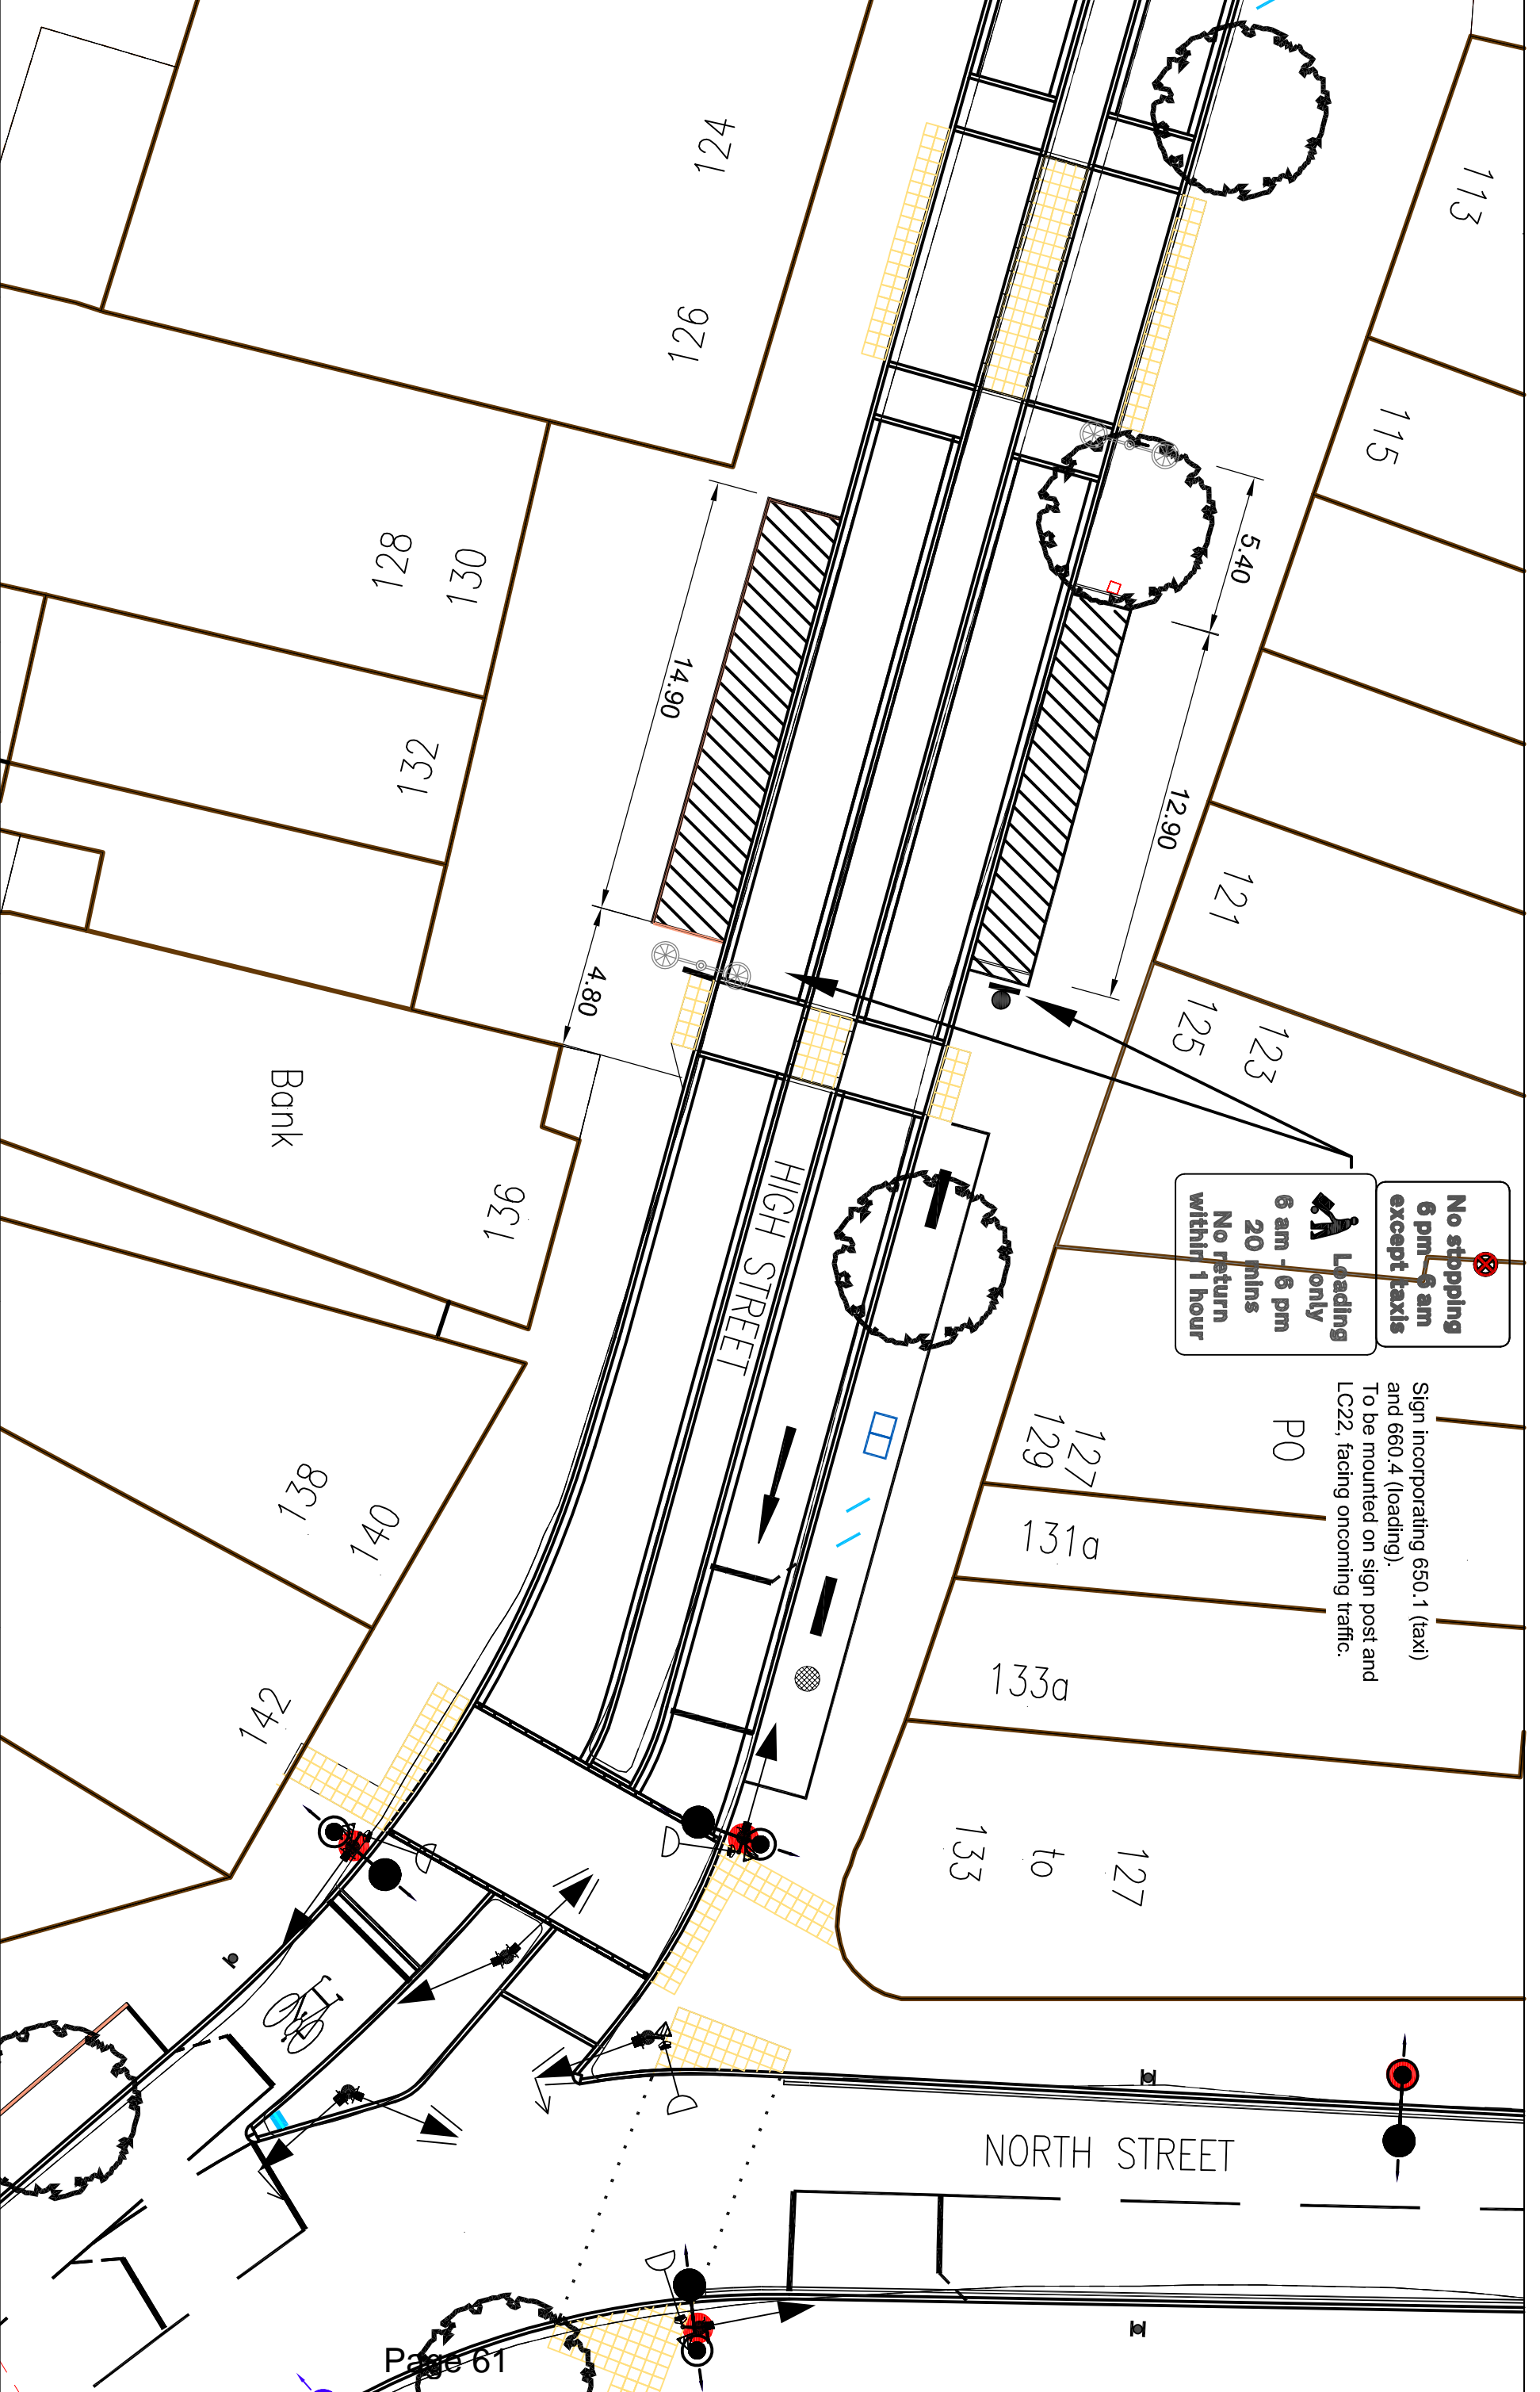 113
124
126
115
5.40
128
130
14.90
132
12.90
121
4.80
125
123
Bank
136
HIGH STREET
No stopping
6 pm - 6 am
except taxis
Loading
only
6 am - 6 pm
20 mins
No return
within 1 hour
Sign incorporating 650.1 (taxi)
and 660.4 (loading).
To be mounted on sign post and
LC22, facing oncoming traffic.
PO
127
129
131a
138
140
133a
142
127
to
133
NORTH STREET
Page 61